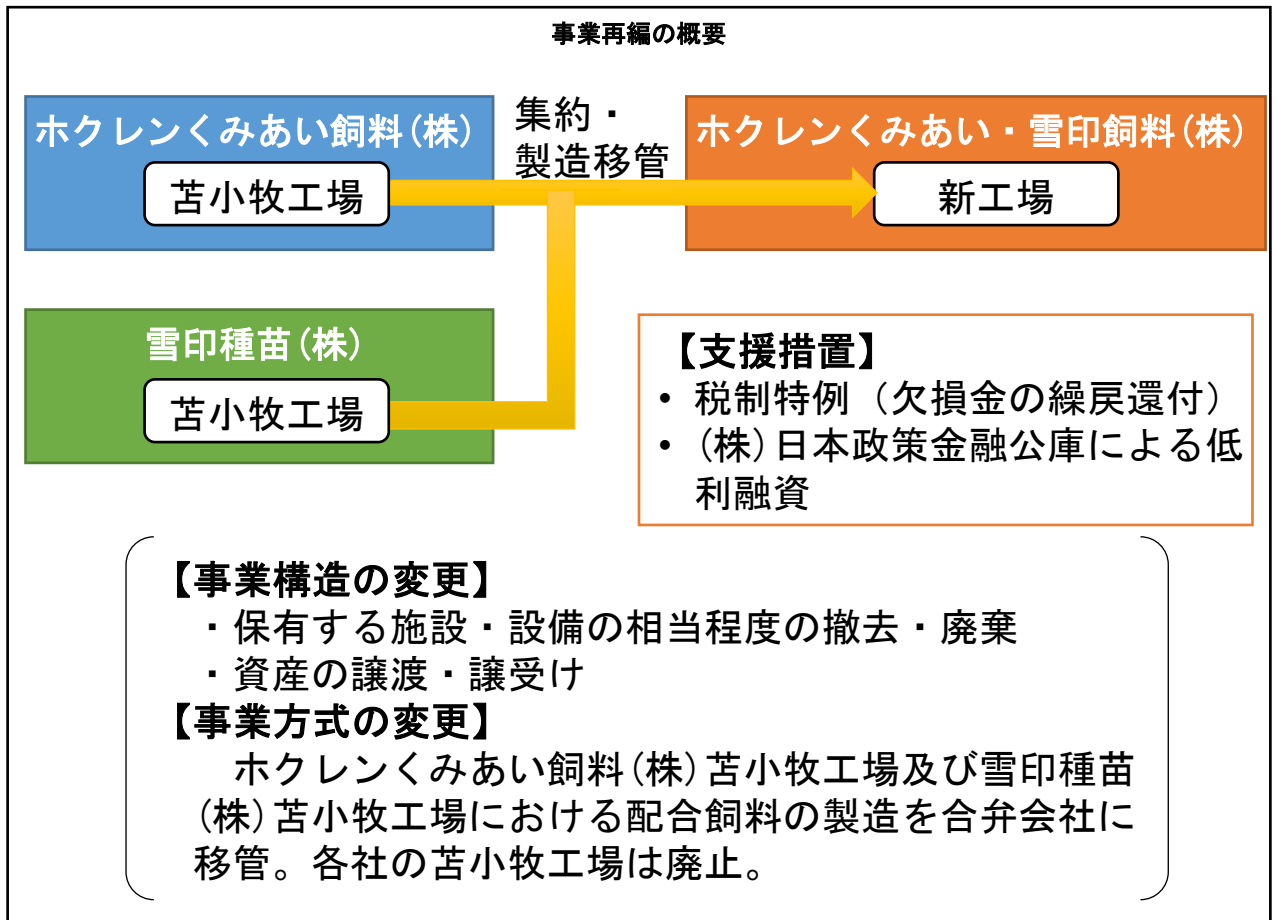 事業再編の概要
ホクレンくみあい飼料(株)
苫小牧工場
集約・
製造移管
ホクレンくみあい・雪印飼料(株)
新工場
雪印種苗(株)
苫小牧工場
【支援措置】
• 税制特例（欠損金の繰戻還付）
• (株)日本政策金融公庫による低
利融資
【事業構造の変更】
・保有する施設・設備の相当程度の撤去・廃棄
・資産の譲渡・譲受け
【事業方式の変更】
ホクレンくみあい飼料(株)苫小牧工場及び雪印種苗
(株)苫小牧工場における配合飼料の製造を合弁会社に
移管。各社の苫小牧工場は廃止。